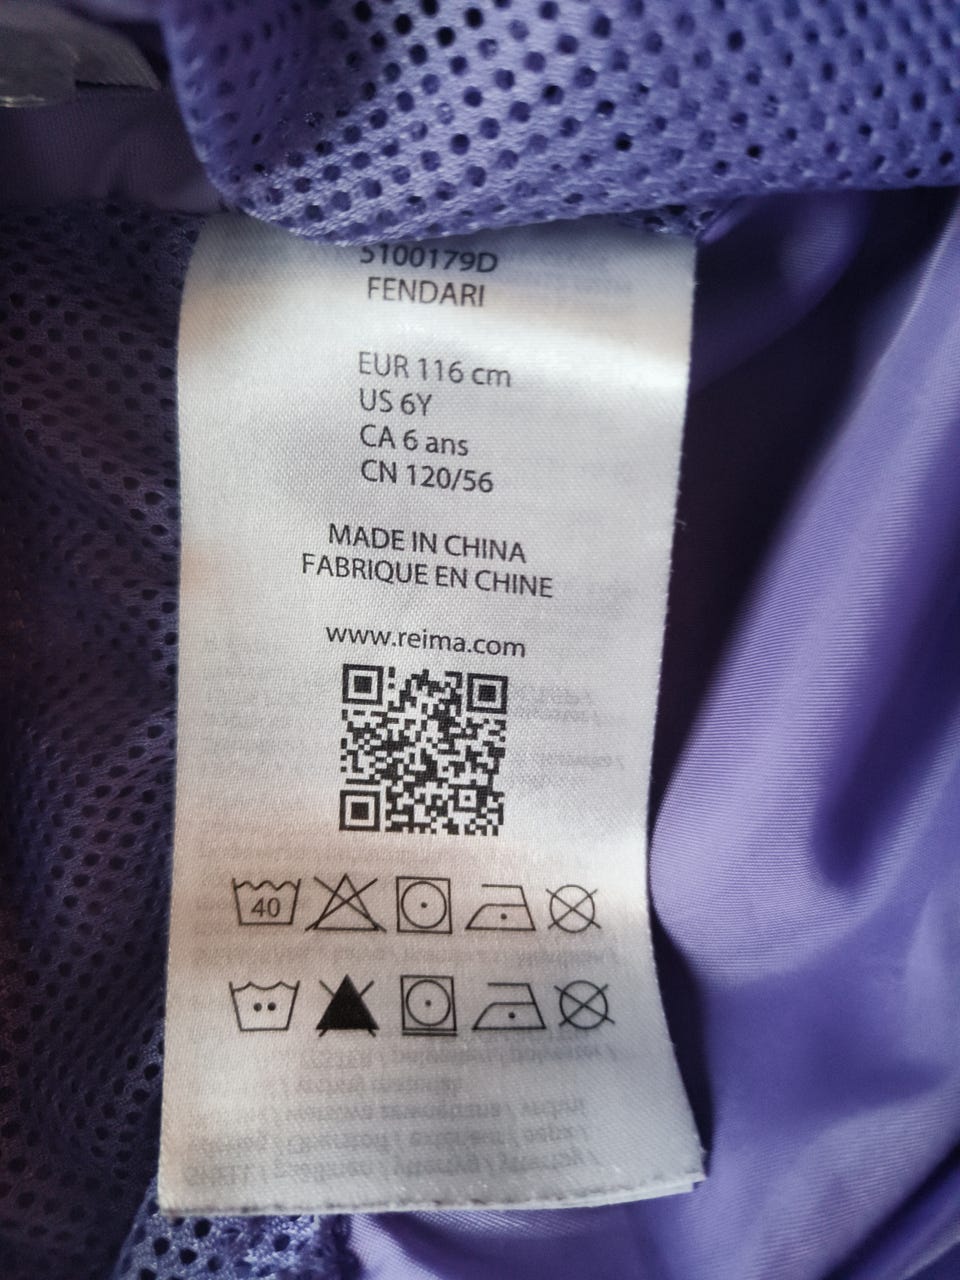 5100179D
FENDARI
EUR 116 cm
US 6Y
CA 6 ans
CN 120/56
MADE IN CHINA
FABRIQUE EN CHINE
www.reima.com
40